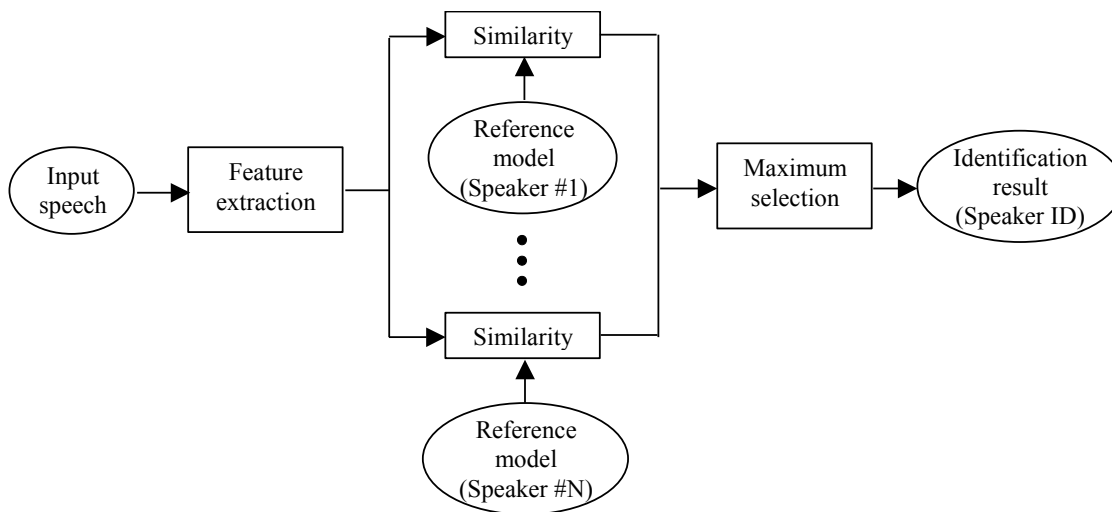 Input
speech
Feature
extraction
Similarity
Reference
model
(Speaker #1)
Similarity
Reference
model
(Speaker #N)
Maximum
selection
Identification
result
(Speaker ID)